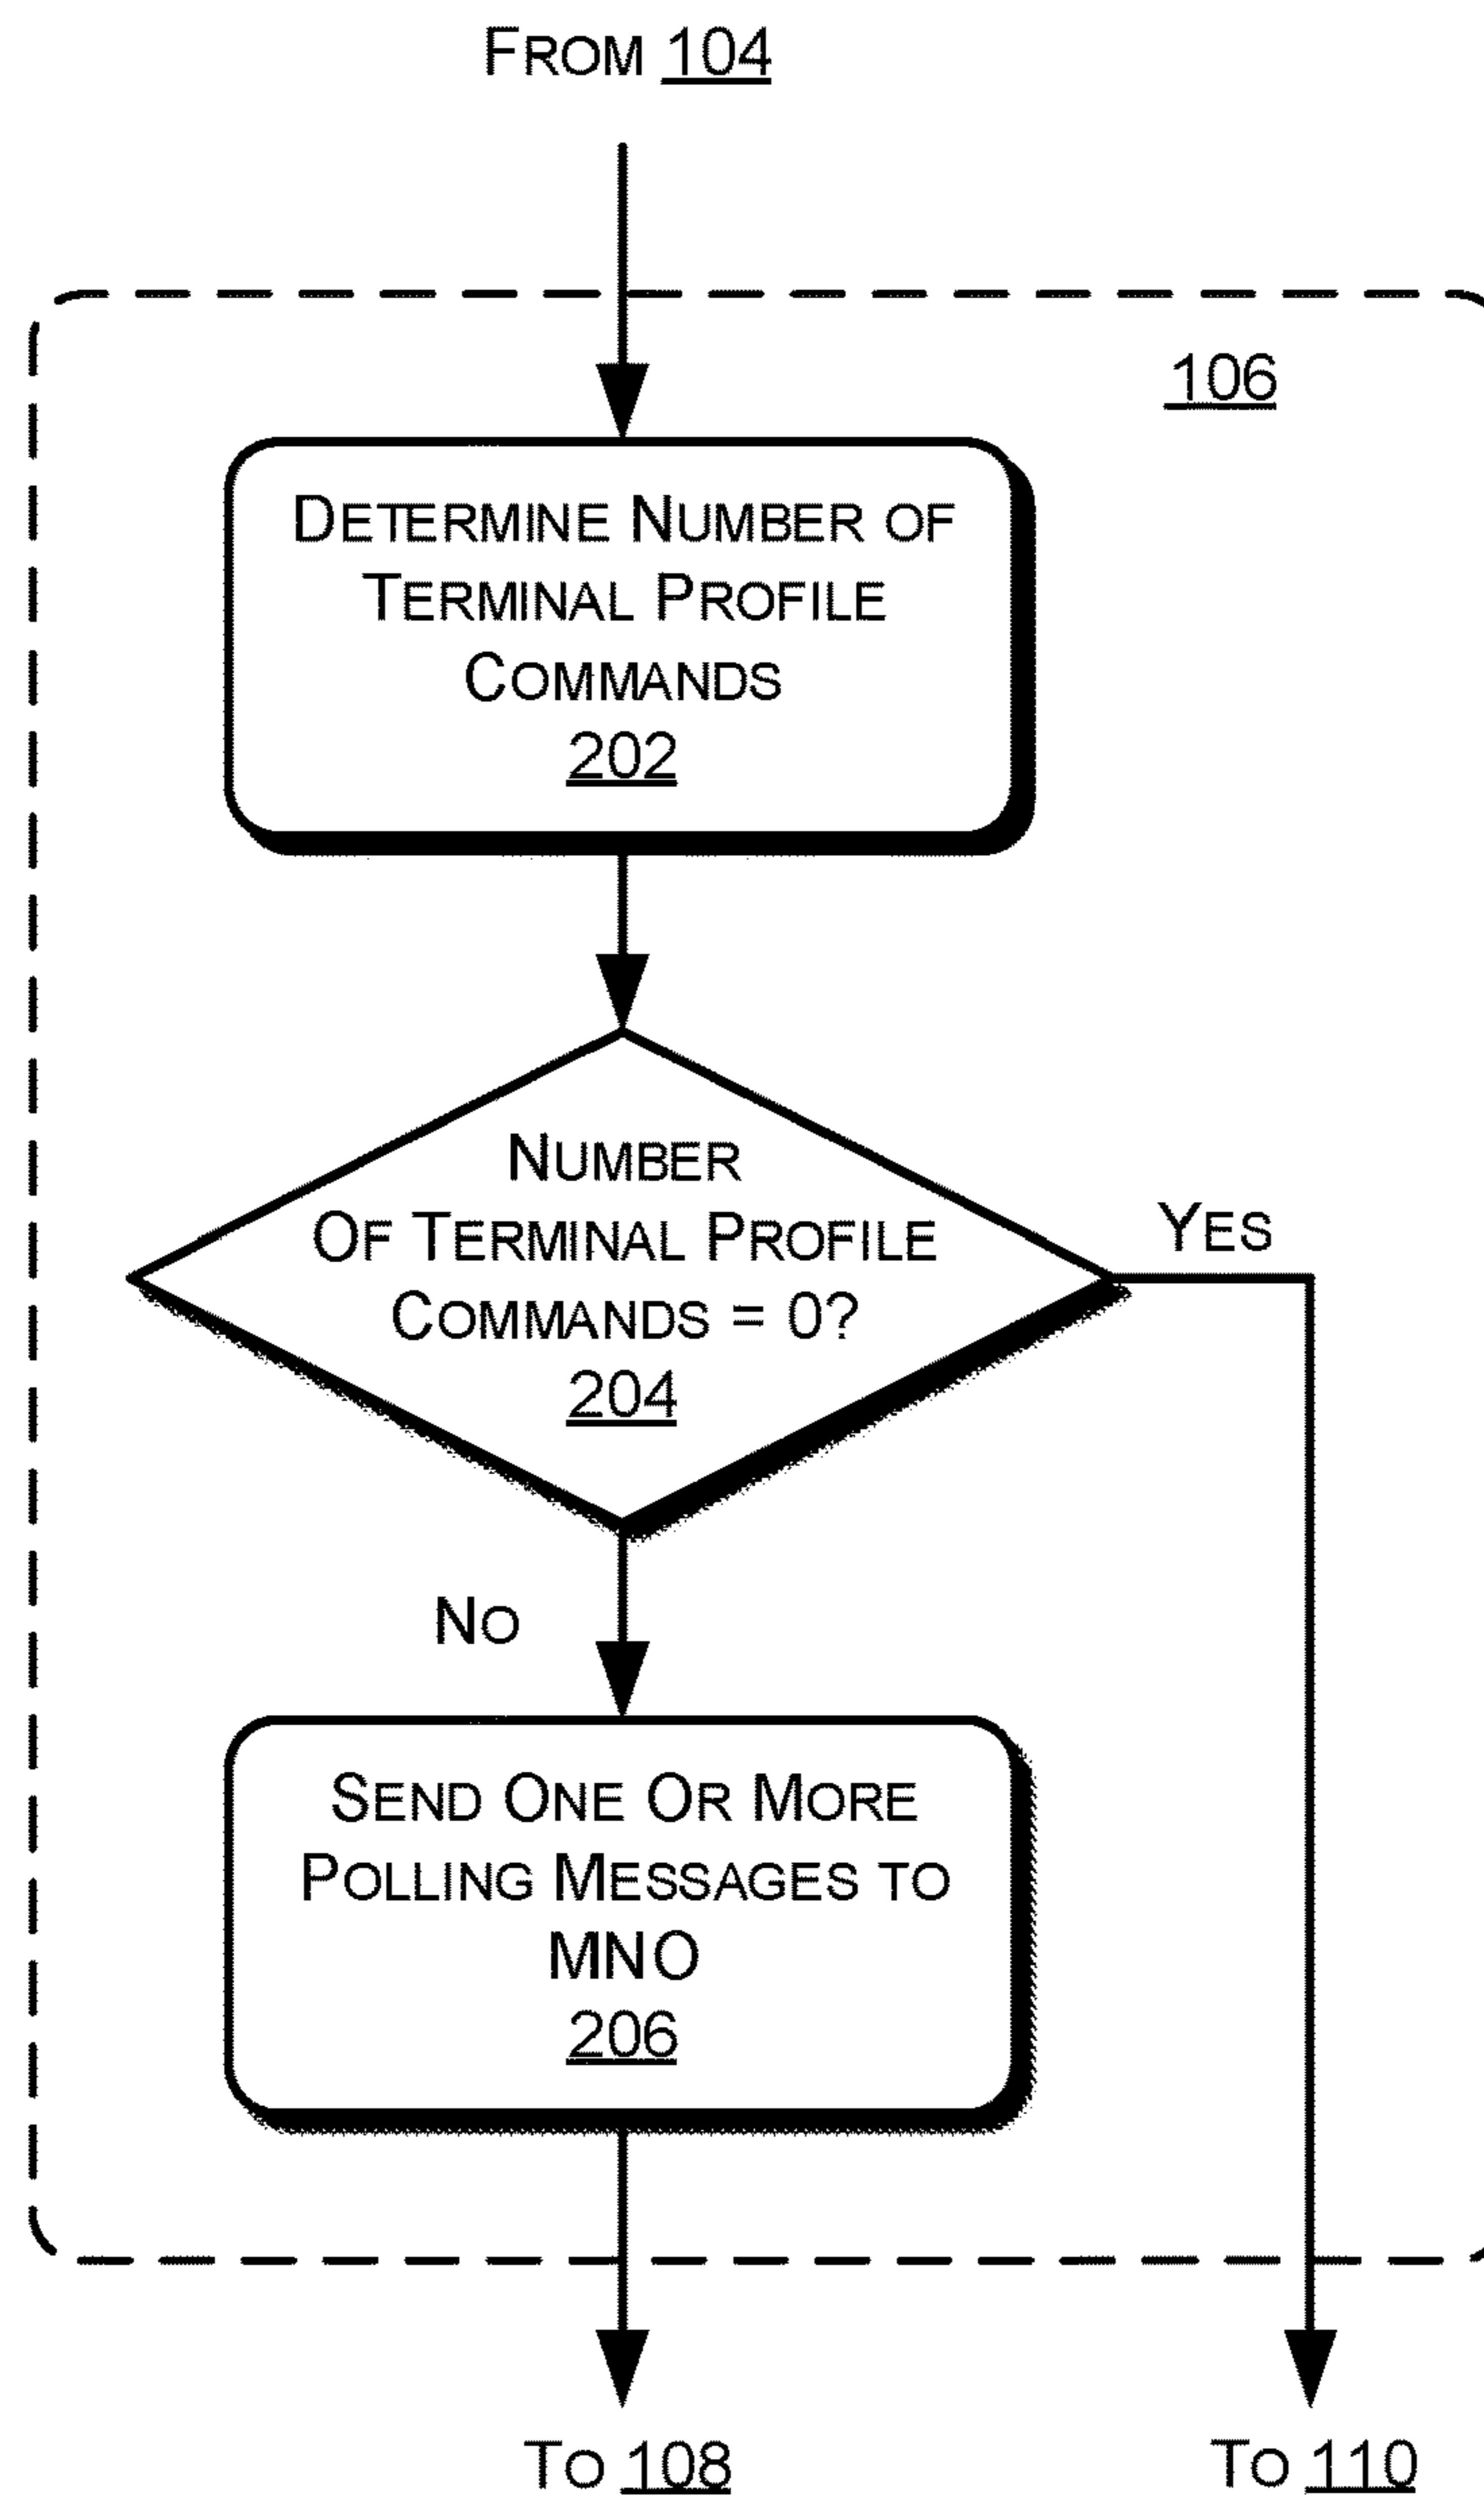 FROM 104
106
DETERMINE NUMBER OF
TERMINAL PROFILE
COMMANDS
202
NUMBER
OF TERMINAL PROFILE
COMMANDS = 0?
204
YES
NO
SEND ONE OR MORE
POLLING MESSAGES TO
MNO
206
TO 108
TO 110